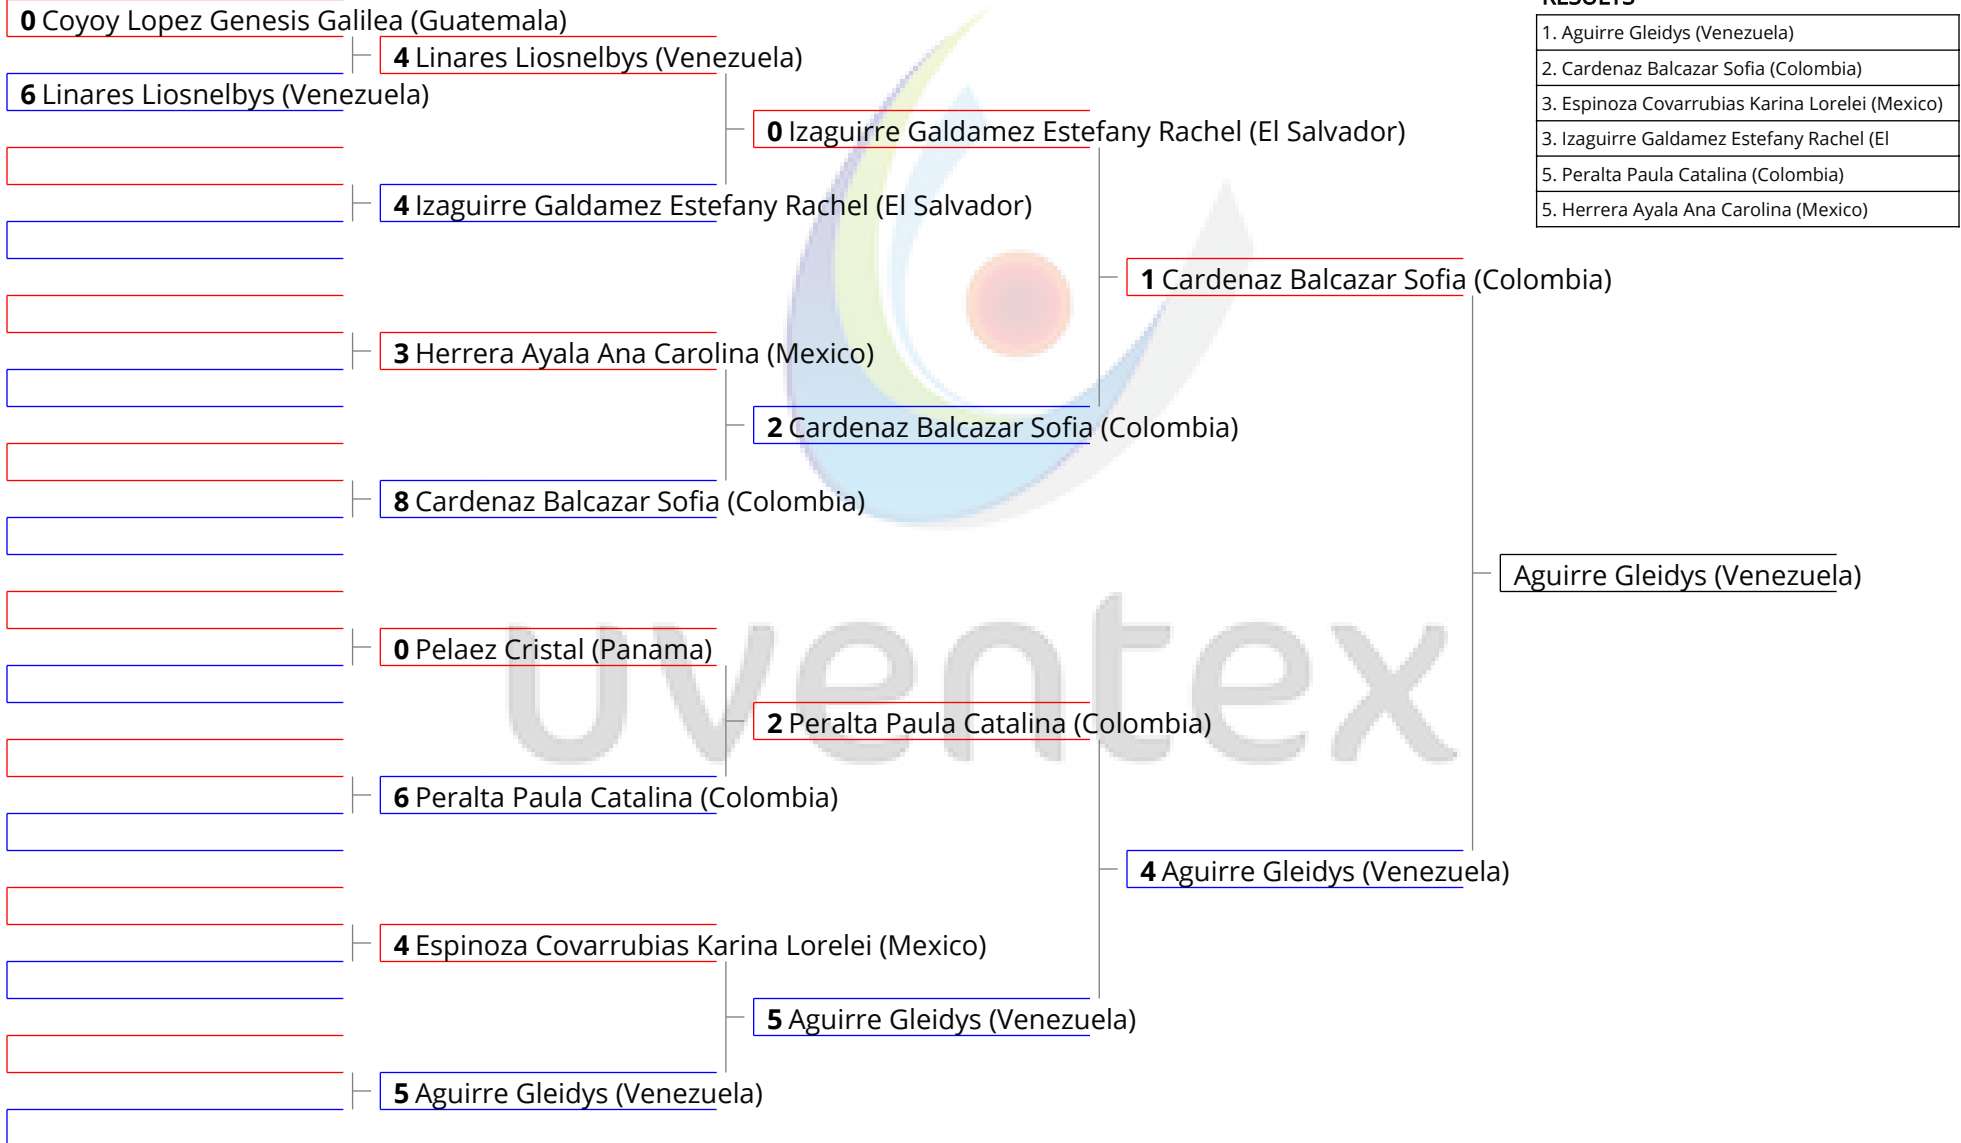 RESULTS
1. Aguirre Gleidys (Venezuela)
2. Cardenaz Balcazar Sofia (Colombia)
3. Espinoza Covarrubias Karina Lorelei (Mexico)
3. Izaguirre Galdamez Estefany Rachel (El
5. Peralta Paula Catalina (Colombia)
5. Herrera Ayala Ana Carolina (Mexico)
0 Coyoy Lopez Genesis Galilea (Guatemala)
6 Linares Liosnelbys (Venezuela)
4 Linares Liosnelbys (Venezuela)
4 Izaguirre Galdamez Estefany Rachel (El Salvador)
3 Herrera Ayala Ana Carolina (Mexico)
8 Cardenaz Balcazar Sofia (Colombia)
0 Pelaez Cristal (Panama)
6 Peralta Paula Catalina (Colombia)
4 Espinoza Covarrubias Karina Lorelei (Mexico)
5 Aguirre Gleidys (Venezuela)
0 Izaguirre Galdamez Estefany Rachel (El Salvador)
2 Cardenaz Balcazar Sofia (Colombia)
2 Peralta Paula Catalina (Colombia)
5 Aguirre Gleidys (Venezuela)
1 Cardenaz Balcazar Sofia (Colombia)
4 Aguirre Gleidys (Venezuela)
Aguirre Gleidys (Venezuela)
uventex